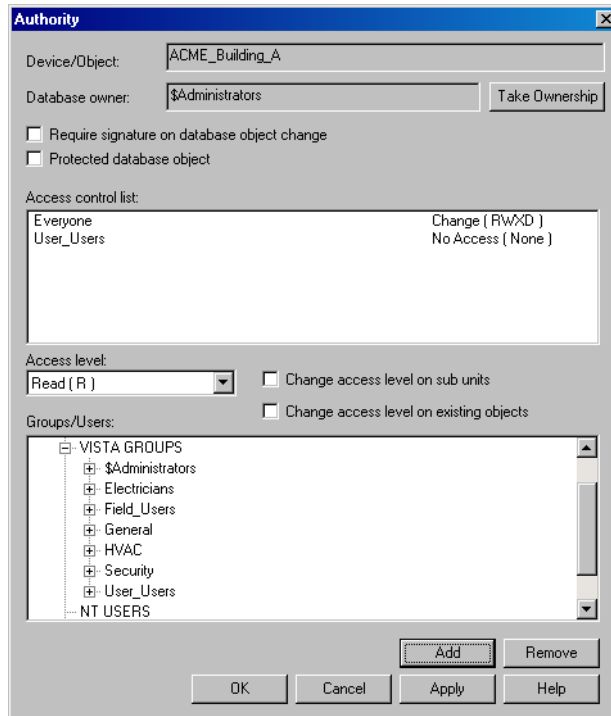 Authority
Device/Object: ACME_Building_A
Database owner: $Administrators Take Ownership
Require signature on database object change
Protected database object
Access control list:
Everyone Change ( RWXD )
User_Users No Access ( None )
Access level:
Read ( R ) Change access level on sub units
Change access level on existing objects
Groups/Users:
VISTA GROUPS
$Administrators
Electricians
Field_Users
General
HVAC
Security
User_Users
NT USERS
Add Remove
OK Cancel Apply Help